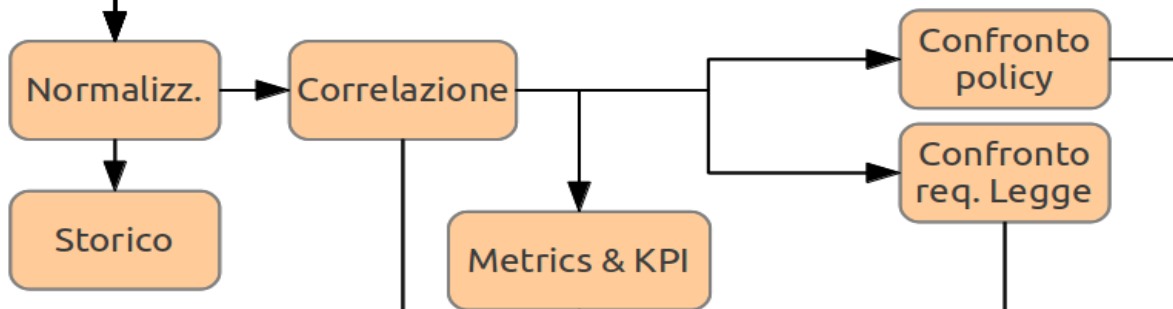 Normalizz.
Correlazione
Confronto
policy
Confronto
req. Legge
Storico
Metrics & KPI